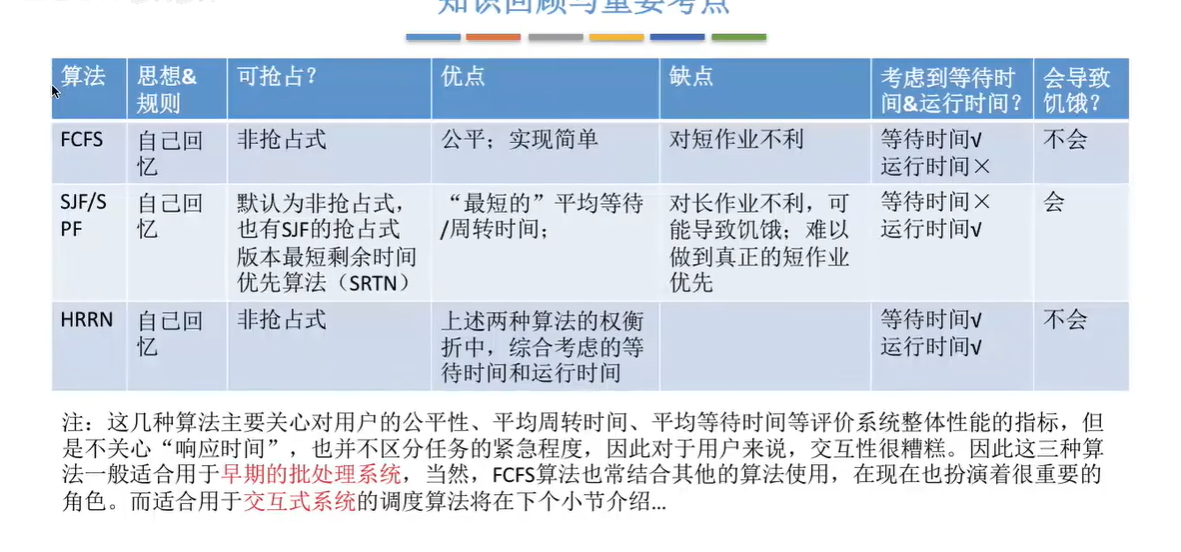 知识回顾与重要考点
算法
思想&
规则
可抢占？
优点
缺点
考虑到等待时
间&运行时间？
会导致
饥饿？
FCFS
自己回
忆
非抢占式
公平；实现简单
对短作业不利
等待时间√
运行时间×
不会
SJF/S
PF
自己回
忆
默认为非抢占式，
也有SJF的抢占式
版本最短剩余时间
优先算法（SRTN）
“最短的”平均等待
/周转时间；
对长作业不利，可
能导致饥饿；难以
做到真正的短作业
优先
等待时间×
运行时间√
会
HRRN
自己回
忆
非抢占式
上述两种算法的权衡
折中，综合考虑的等
待时间和运行时间
等待时间√
运行时间√
不会
注：这几种算法主要关心对用户的公平性、平均周转时间、平均等待时间等评价系统整体性能的指标，但
是不关心“响应时间”，也并不区分任务的紧急程度，因此对于用户来说，交互性很糟糕。因此这三种算
法一般适合用于早期的批处理系统，当然，FCFS算法也常结合其他的算法使用，在现在也扮演着很重要的
角色。而适合用于交互式系统的调度算法将在下个小节介绍...